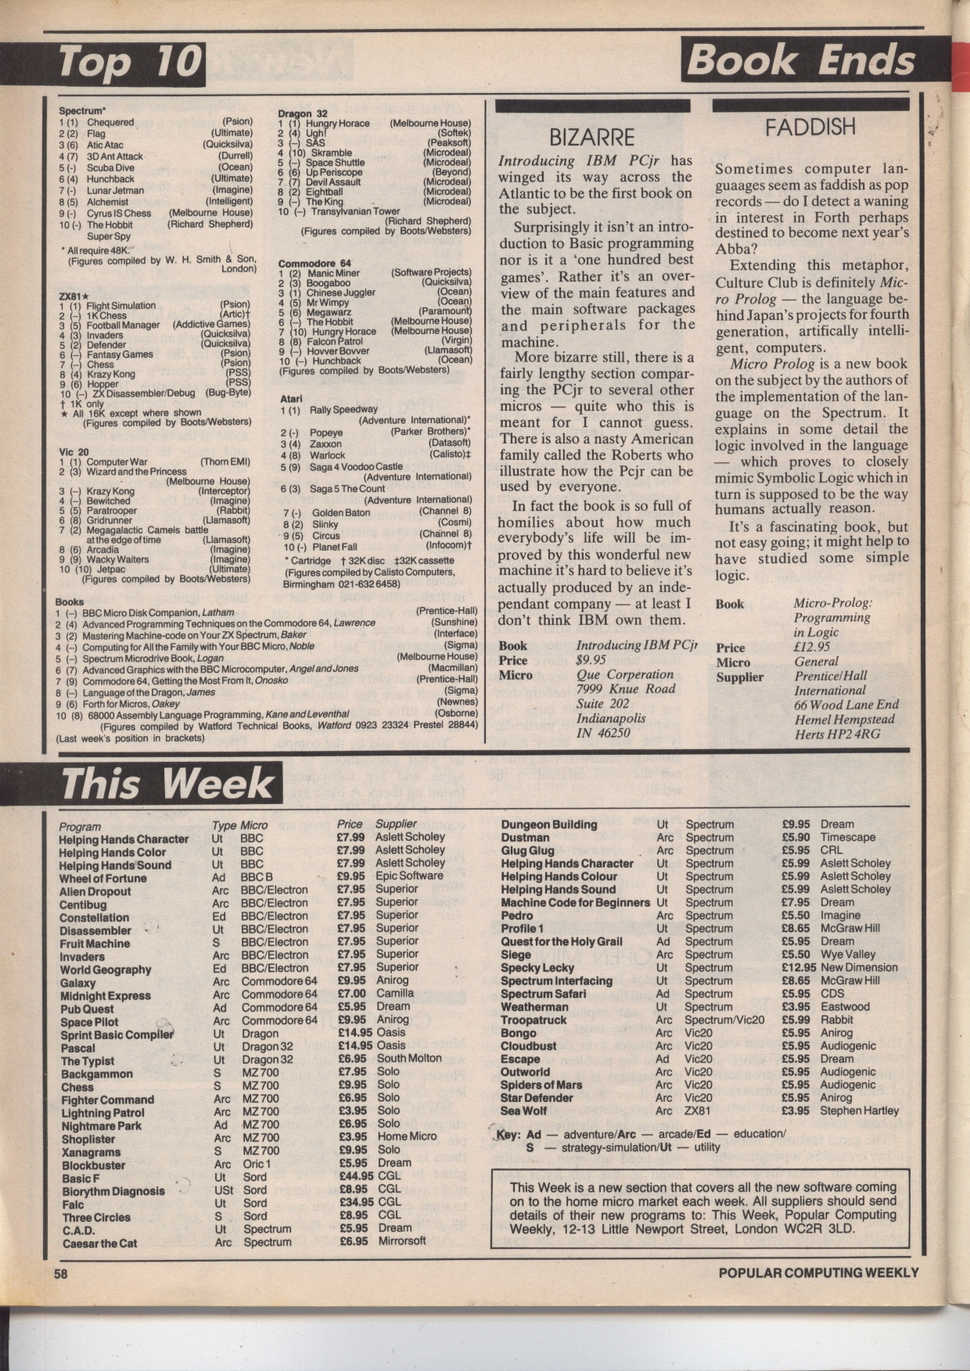 Top 10
Book Ends
Spectrum*
1 (1) Chequered (Psion)
2 (2) Flag (Ultimate)
3 (6) Atic Atac (Quicksilva)
4 (7) 3D Ant Attack (Durrell)
5 (-) Scuba Dive (Ocean)
6 (4) Hunchback (Ultimate)
7 (-) Lunar Jetman (Imagine)
8 (5) Alchemist (Intelligent)
9 (-) Cyrus IS Chess (Melbourne House)
10 (-) The Hobbit (Richard Shepherd)
Super Spy
* All require 48K.
(Figures compiled by W. H. Smith & Son,
London)
ZX81★
1 (1) Flight Simulation (Psion)
2 (–) 1K Chess (Artic)†
3 (5) Football Manager (Addictive Games)
4 (3) Invaders (Quicksilva)
5 (2) Defender (Quicksilva)
6 (–) Fantasy Games (Psion)
7 (–) Chess (Psion)
8 (4) Krazy Kong (PSS)
9 (6) Hopper (PSS)
10 (–) ZX Disassembler/Debug (Bug-Byte)
† 1K only
★ All 16K except where shown
(Figures compiled by Boots/Websters)
Vic 20
1 (1) Computer War (Thorn EMI)
2 (3) Wizard and the Princess
(Melbourne House)
3 (–) Krazy Kong (Interceptor)
4 (–) Bewitched (Imagine)
5 (5) Paratrooper (Rabbit)
6 (8) Gridrunner (Llamasoft)
7 (2) Megagalactic Camels battle
at the edge of time (Llamasoft)
8 (6) Arcadia (Imagine)
9 (9) Wacky Waiters (Imagine)
10 (10) Jetpac (Ultimate)
(Figures compiled by Boots/Websters)
Dragon 32
1 (1) Hungry Horace (Melbourne House)
2 (4) Ugh! (Softek)
3 (–) SAS (Peaksoft)
4 (10) Skramble (Microdeal)
5 (–) Space Shuttle (Microdeal)
6 (6) Up Periscope (Beyond)
7 (7) Devil Assault (Microdeal)
8 (2) Eightball (Microdeal)
9 (–) The King (Microdeal)
10 (–) Transylvanian Tower
(Richard Shepherd)
(Figures compiled by Boots/Websters)
Commodore 64
1 (2) Manic Miner (Software Projects)
2 (3) Boogaboo (Quicksilva)
3 (1) Chinese Juggler (Ocean)
4 (5) Mr Wimpy (Ocean)
5 (6) Megawarz (Paramount)
6 (–) The Hobbit (Melbourne House)
7 (10) Hungry Horace (Melbourne House)
8 (8) Falcon Patrol (Virgin)
9 (–) Hovver Bovver (Llamasoft)
10 (–) Hunchback (Ocean)
(Figures compiled by Boots/Websters)
Atari
1 (1) Rally Speedway
(Adventure International)*
2 (-) Popeye (Parker Brothers)*
3 (4) Zaxxon (Datasoft)
4 (8) Warlock (Calisto)‡
5 (9) Saga 4 Voodoo Castle
(Adventure International)
6 (3) Saga 5 The Count
(Adventure International)
7 (-) Golden Baton (Channel 8)
8 (2) Slinky (Cosmi)
9 (5) Circus (Channel 8)
10 (-) Planet Fall (Infocom)†
* Cartridge † 32K disc ‡32K cassette
(Figures compiled by Calisto Computers,
Birmingham 021-632 6458)
Books
1 (–) BBC Micro Disk Companion, Latham (Prentice-Hall)
2 (4) Advanced Programming Techniques on the Commodore 64, Lawrence (Sunshine)
3 (2) Mastering Machine-code on Your ZX Spectrum, Baker (Interface)
4 (–) Computing for All the Family with Your BBC Micro, Noble (Sigma)
5 (–) Spectrum Microdrive Book, Logan (Melbourne House)
6 (7) Advanced Graphics with the BBC Microcomputer, Angel and Jones (Macmillan)
7 (9) Commodore 64, Getting the Most From It, Onosko (Prentice-Hall)
8 (–) Language of the Dragon, James (Sigma)
9 (6) Forth for Micros, Oakey (Newnes)
10 (8) 68000 Assembly Language Programming, Kane and Leventhal (Osborne)
(Figures compiled by Watford Technical Books, Watford 0923 23324 Prestel 28844)
(Last week's position in brackets)
BIZARRE
Introducing IBM PCjr has
winged its way across the
Atlantic to be the first book on
the subject.
Surprisingly it isn't an intro-
duction to Basic programming
nor is it a 'one hundred best
games'. Rather it's an over-
view of the main features and
the main software packages
and peripherals for the
machine.
More bizarre still, there is a
fairly lengthy section compar-
ing the PCjr to several other
micros — quite who this is
meant for I cannot guess.
There is also a nasty American
family called the Roberts who
illustrate how the Pcjr can be
used by everyone.
In fact the book is so full of
homilies about how much
everybody's life will be im-
proved by this wonderful new
machine it's hard to believe it's
actually produced by an inde-
pendant company — at least I
don't think IBM own them.
Book Introducing IBM PCjr
Price $9.95
Micro Que Corperation
7999 Knue Road
Suite 202
Indianapolis
IN 46250
FADDISH
Sometimes computer lan-
guaages seem as faddish as pop
records — do I detect a waning
in interest in Forth perhaps
destined to become next year's
Abba?
Extending this metaphor,
Culture Club is definitely Mic-
ro Prolog — the language be-
hind Japan's projects for fourth
generation, artifically intelli-
gent, computers.
Micro Prolog is a new book
on the subject by the authors of
the implementation of the lan-
guage on the Spectrum. It
explains in some detail the
logic involved in the language
— which proves to closely
mimic Symbolic Logic which in
turn is supposed to be the way
humans actually reason.
It's a fascinating book, but
not easy going; it might help to
have studied some simple
logic.
Book Micro-Prolog:
Programming
in Logic
Price £12.95
Micro General
Supplier Prentice/Hall
International
66 Wood Lane End
Hemel Hempstead
Herts HP2 4RG
This Week
Program Type Micro Price Supplier
Helping Hands Character Ut BBC £7.99 Aslett Scholey
Helping Hands Color Ut BBC £7.99 Aslett Scholey
Helping Hands Sound Ut BBC £7.99 Aslett Scholey
Wheel of Fortune Ad BBC B £9.95 Epic Software
Alien Dropout Arc BBC/Electron £7.95 Superior
Centibug Arc BBC/Electron £7.95 Superior
Constellation Ed BBC/Electron £7.95 Superior
Disassembler Ut BBC/Electron £7.95 Superior
Fruit Machine S BBC/Electron £7.95 Superior
Invaders Arc BBC/Electron £7.95 Superior
World Geography Ed BBC/Electron £7.95 Superior
Galaxy Arc Commodore 64 £9.95 Anirog
Midnight Express Arc Commodore 64 £7.00 Camilla
Pub Quest Ad Commodore 64 £5.95 Dream
Space Pilot Arc Commodore 64 £9.95 Anirog
Sprint Basic Compiler Ut Dragon £14.95 Oasis
Pascal Ut Dragon 32 £14.95 Oasis
The Typist Ut Dragon 32 £6.95 South Molton
Backgammon S MZ 700 £7.95 Solo
Chess S MZ 700 £9.95 Solo
Fighter Command Arc MZ 700 £6.95 Solo
Lightning Patrol Arc MZ 700 £3.95 Solo
Nightmare Park Ad MZ 700 £6.95 Solo
Shoplister Arc MZ 700 £3.95 Home Micro
Xanagrams S MZ 700 £9.95 Solo
Blockbuster Arc Oric 1 £5.95 Dream
Basic F Ut Sord £44.95 CGL
Biorythm Diagnosis USt Sord £8.95 CGL
Falc Ut Sord £34.95 CGL
Three Circles S Sord £8.95 CGL
C.A.D. Ut Spectrum £5.95 Dream
Caesar the Cat Arc Spectrum £6.95 Mirrorsoft
Dungeon Building Ut Spectrum £9.95 Dream
Dustman Arc Spectrum £5.90 Timescape
Glug Glug Arc Spectrum £5.95 CRL
Helping Hands Character Ut Spectrum £5.99 Aslett Scholey
Helping Hands Colour Ut Spectrum £5.99 Aslett Scholey
Helping Hands Sound Ut Spectrum £5.99 Aslett Scholey
Machine Code for Beginners Ut Spectrum £7.95 Dream
Pedro Arc Spectrum £5.50 Imagine
Profile 1 Ut Spectrum £8.65 McGraw Hill
Quest for the Holy Grail Ad Spectrum £5.95 Dream
Siege Arc Spectrum £5.50 Wye Valley
Specky Lecky Ut Spectrum £12.95 New Dimension
Spectrum Interfacing Ut Spectrum £8.65 McGraw Hill
Spectrum Safari Ad Spectrum £5.95 CDS
Weatherman Ut Spectrum £3.95 Eastwood
Troopatruck Arc Spectrum/Vic20 £5.99 Rabbit
Bongo Arc Vic20 £5.95 Anirog
Cloudbust Arc Vic20 £5.95 Audiogenic
Escape Ad Vic20 £5.95 Dream
Outworld Arc Vic20 £5.95 Audiogenic
Spiders of Mars Arc Vic20 £5.95 Audiogenic
Star Defender Arc Vic20 £5.95 Anirog
Sea Wolf Arc ZX81 £3.95 Stephen Hartley
Key: Ad — adventure/Arc — arcade/Ed — education/
S — strategy-simulation/Ut — utility
This Week is a new section that covers all the new software coming
on to the home micro market each week. All suppliers should send
details of their new programs to: This Week, Popular Computing
Weekly, 12-13 Little Newport Street, London WC2R 3LD.
58
POPULAR COMPUTING WEEKLY